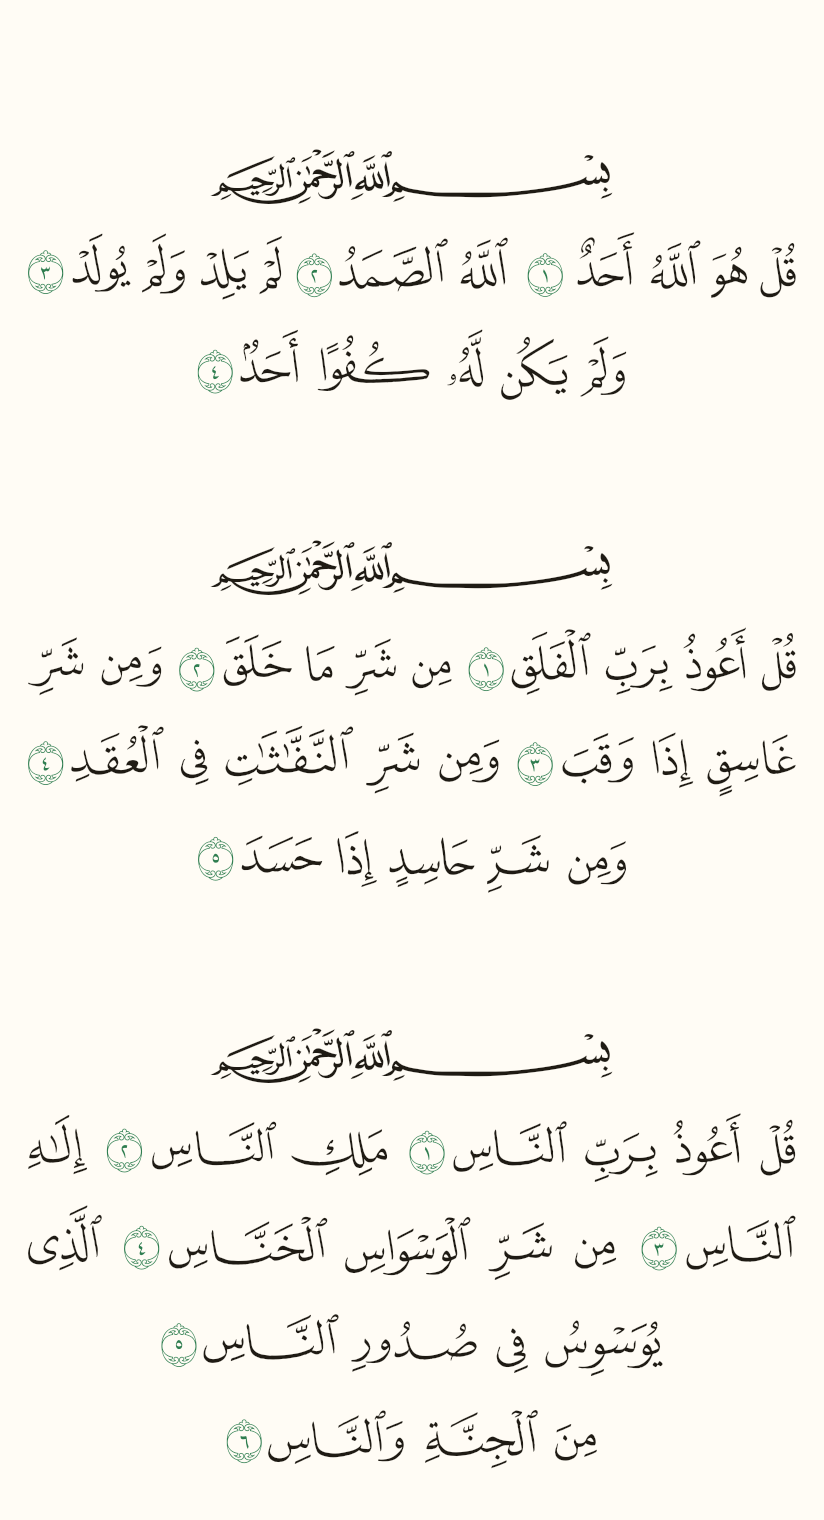 بِسْمِ ٱللَّهِ ٱلرَّحْمَٰنِ ٱلرَّحِيمِ
قُلْ هُوَ ٱللَّهُ أَحَدٌ ١ ٱللَّهُ ٱلصَّمَدُ ٢ لَمْ يَلِدْ وَلَمْ يُولَدْ ٣
وَلَمْ يَكُن لَّهُۥ كُفُوًا أَحَدٌۢ ٤
بِسْمِ ٱللَّهِ ٱلرَّحْمَٰنِ ٱلرَّحِيمِ
قُلْ أَعُوذُ بِرَبِّ ٱلْفَلَقِ ١ مِن شَرِّ مَا خَلَقَ ٢ وَمِن شَرِّ
غَاسِقٍ إِذَا وَقَبَ ٣ وَمِن شَرِّ ٱلنَّفَّٰثَٰتِ فِى ٱلْعُقَدِ ٤
وَمِن شَرِّ حَاسِدٍ إِذَا حَسَدَ ٥
بِسْمِ ٱللَّهِ ٱلرَّحْمَٰنِ ٱلرَّحِيمِ
قُلْ أَعُوذُ بِرَبِّ ٱلنَّاسِ ١ مَلِكِ ٱلنَّاسِ ٢ إِلَٰهِ
ٱلنَّاسِ ٣ مِن شَرِّ ٱلْوَسْوَاسِ ٱلْخَنَّاسِ ٤ ٱلَّذِى
يُوَسْوِسُ فِى صُدُورِ ٱلنَّاسِ ٥
مِنَ ٱلْجِنَّةِ وَٱلنَّاسِ ٦